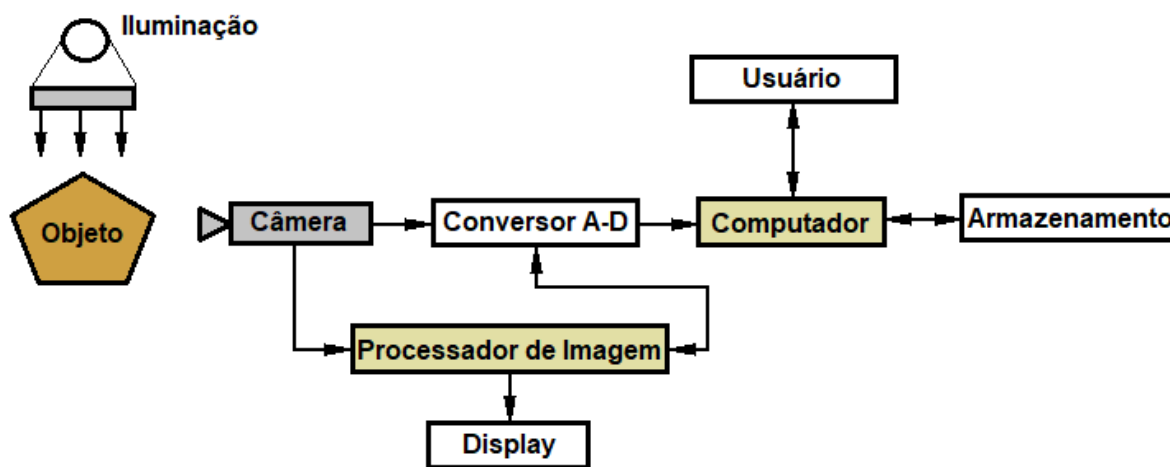 Iluminação
Usuário
Objeto
Câmera
Conversor A-D
Computador
Armazenamento
Processador de Imagem
Display